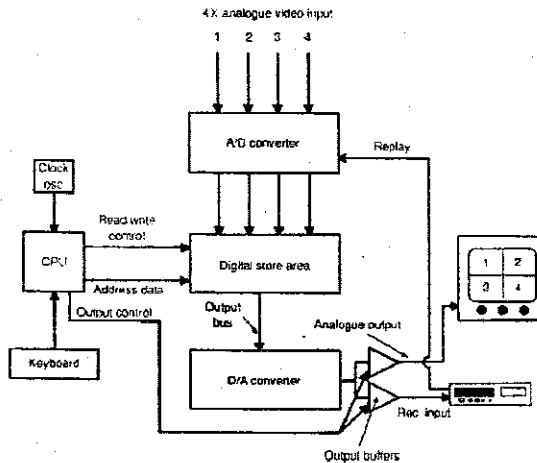 4X analogue video input
1 2 3 4
A/D converter
Replay
Clock
osc
Read write
control
CPU
Digital store area
1 2
3 4
Address data
Output control
Output
bus
Analogue output
Keyboard
D/A converter
Rec input
Output buffers